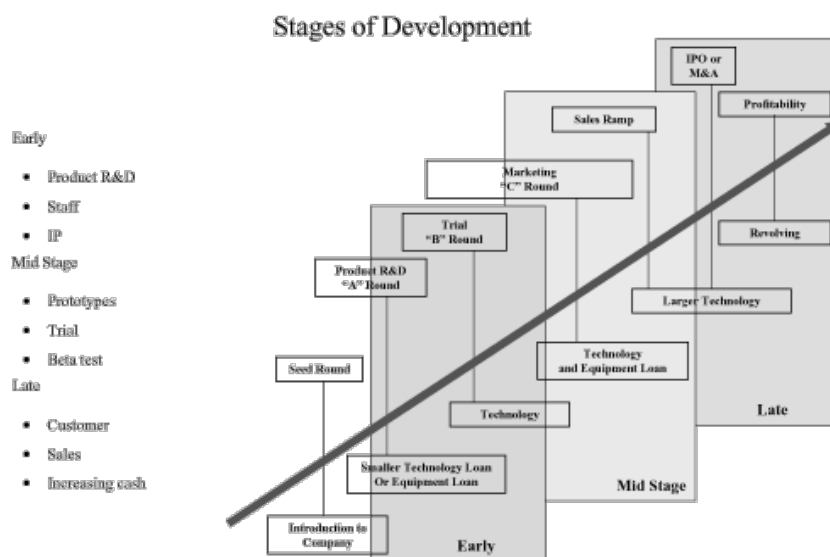 Stages of Development
Early
• Product R&D
• Staff
• IP
Mid Stage
• Prototypes
• Trial
• Beta test
Late
• Customer
• Sales
• Increasing cash
IPO or
M&A
Profitability
Sales Ramp
Marketing
“C” Round
Trial
“B” Round
Revolving
Product R&D
“A” Round
Larger Technology
Seed Round
Technology
and Equipment Loan
Technology
Late
Smaller Technology Loan
Or Equipment Loan
Mid Stage
Introduction to
Company
Early